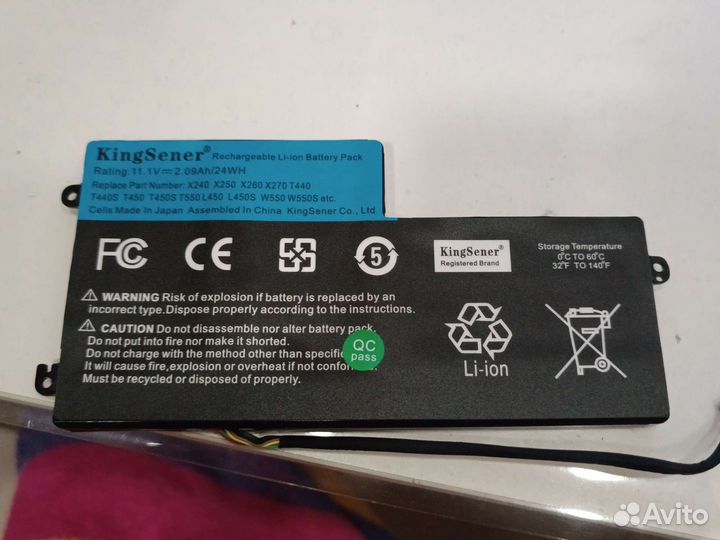 KingSener® Rechargeable Li-ion Battery Pack
Rating:11.1V⎓2.09Ah/24WH
Replace Part Number: X240 X250 X260 X270 T440
T440S T450 T450S T550 L450 L450S W550 W550S etc.
Cells Made In Japan Assembled In China KingSener Co., Ltd
FC CE 5
KingSener®
Registered Brand
Storage Temperature
0°C TO 60°C
32°F TO 140°F
WARNING Risk of explosion if battery is replaced by an
incorrect type.Dispose properly according to the instructions.
CAUTION Do not disassemble nor alter battery pack.
Do not put into fire nor make it shorted.
Do not charge with the method other than specifie
It will cause fire,explosion or overheat if not com
Must be recycled or disposed of properly.
QC
pass
Li-ion
Avito